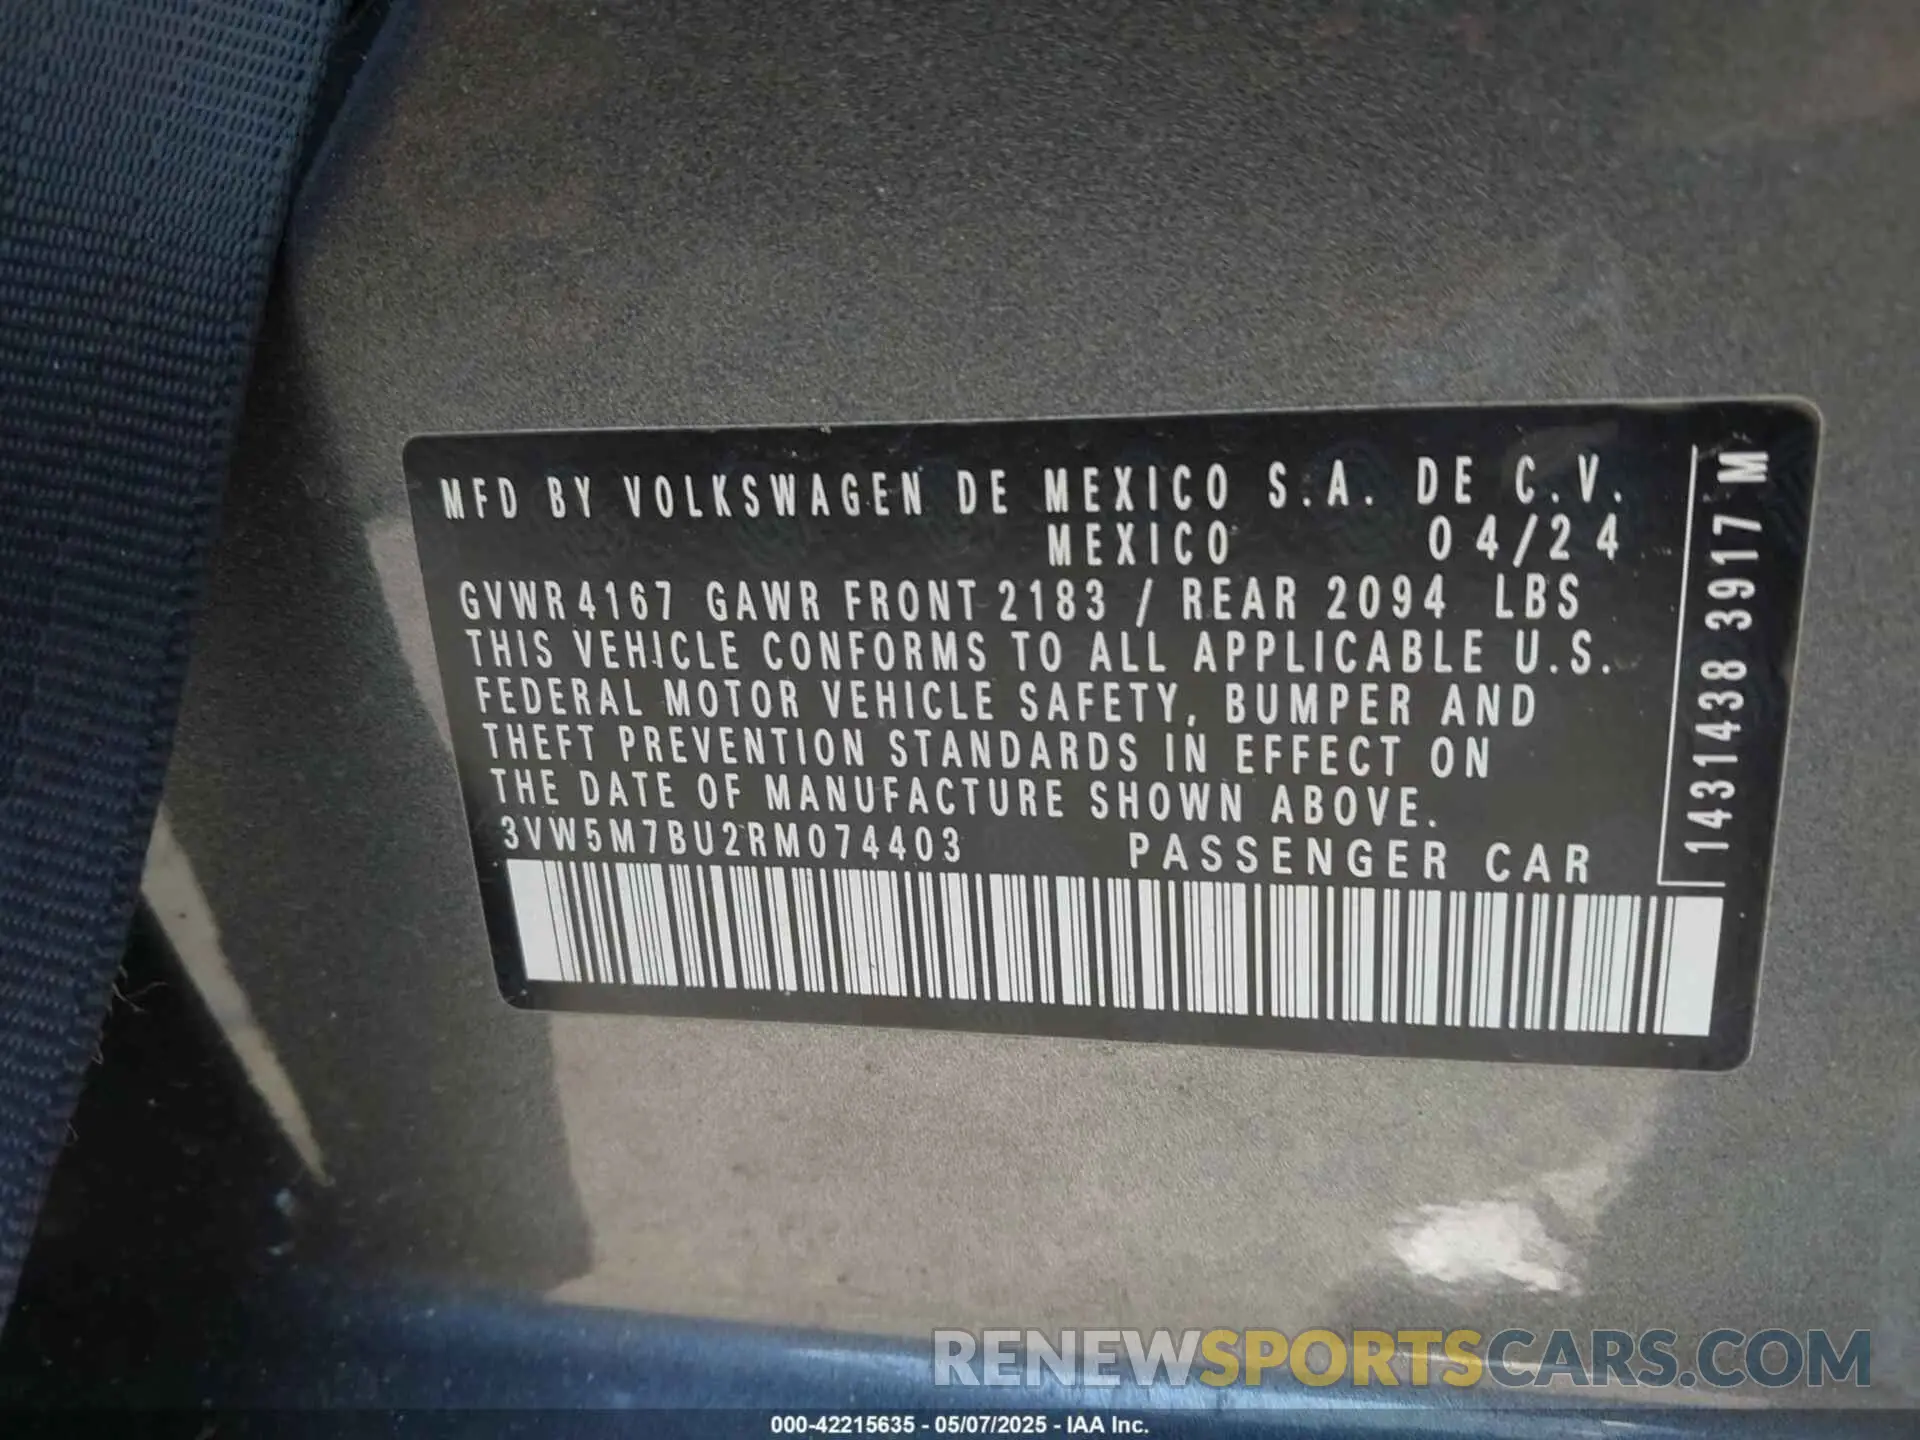 MFD BY VOLKSWAGEN DE MEXICO S.A. DE C.V.
MEXICO 04/24
GVWR 4167 GAWR FRONT 2183 / REAR 2094 LBS
THIS VEHICLE CONFORMS TO ALL APPLICABLE U.S.
FEDERAL MOTOR VEHICLE SAFETY, BUMPER AND
THEFT PREVENTION STANDARDS IN EFFECT ON
THE DATE OF MANUFACTURE SHOWN ABOVE.
3VW5M7BU2RM074403 PASSENGER CAR
1431438 3917 M
RENEWSPORTSCARS.COM
000-42215635 - 05/07/2025 - IAA Inc.